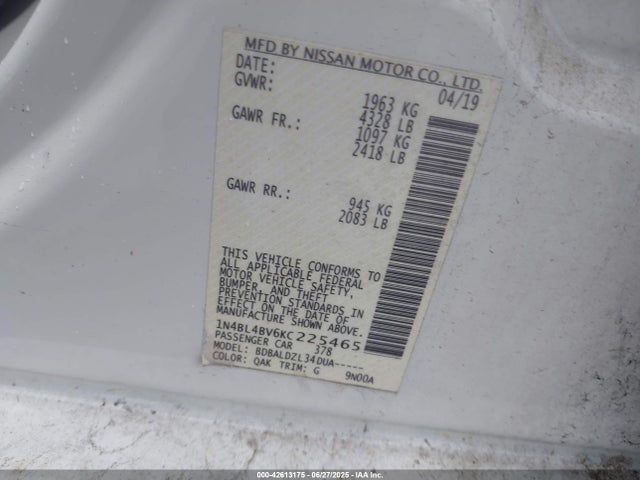 MFD BY NISSAN MOTOR CO., LTD.
DATE: 04/19
GVWR: 1963 KG
4328 LB
GAWR FR.: 1097 KG
2418 LB
GAWR RR.: 945 KG
2083 LB
THIS VEHICLE CONFORMS TO
ALL APPLICABLE FEDERAL
MOTOR VEHICLE SAFETY,
BUMPER, AND THEFT
PREVENTION STANDARDS IN
EFFECT ON THE DATE OF
MANUFACTURE SHOWN ABOVE.
1N4BL4BV6KC225465
PASSENGER CAR 378
MODEL: BDBALDZL34DUA-----
COLOR: QAK TRIM: G 9N00A
000-42613175 | 06/27/2025 - IAA Inc.